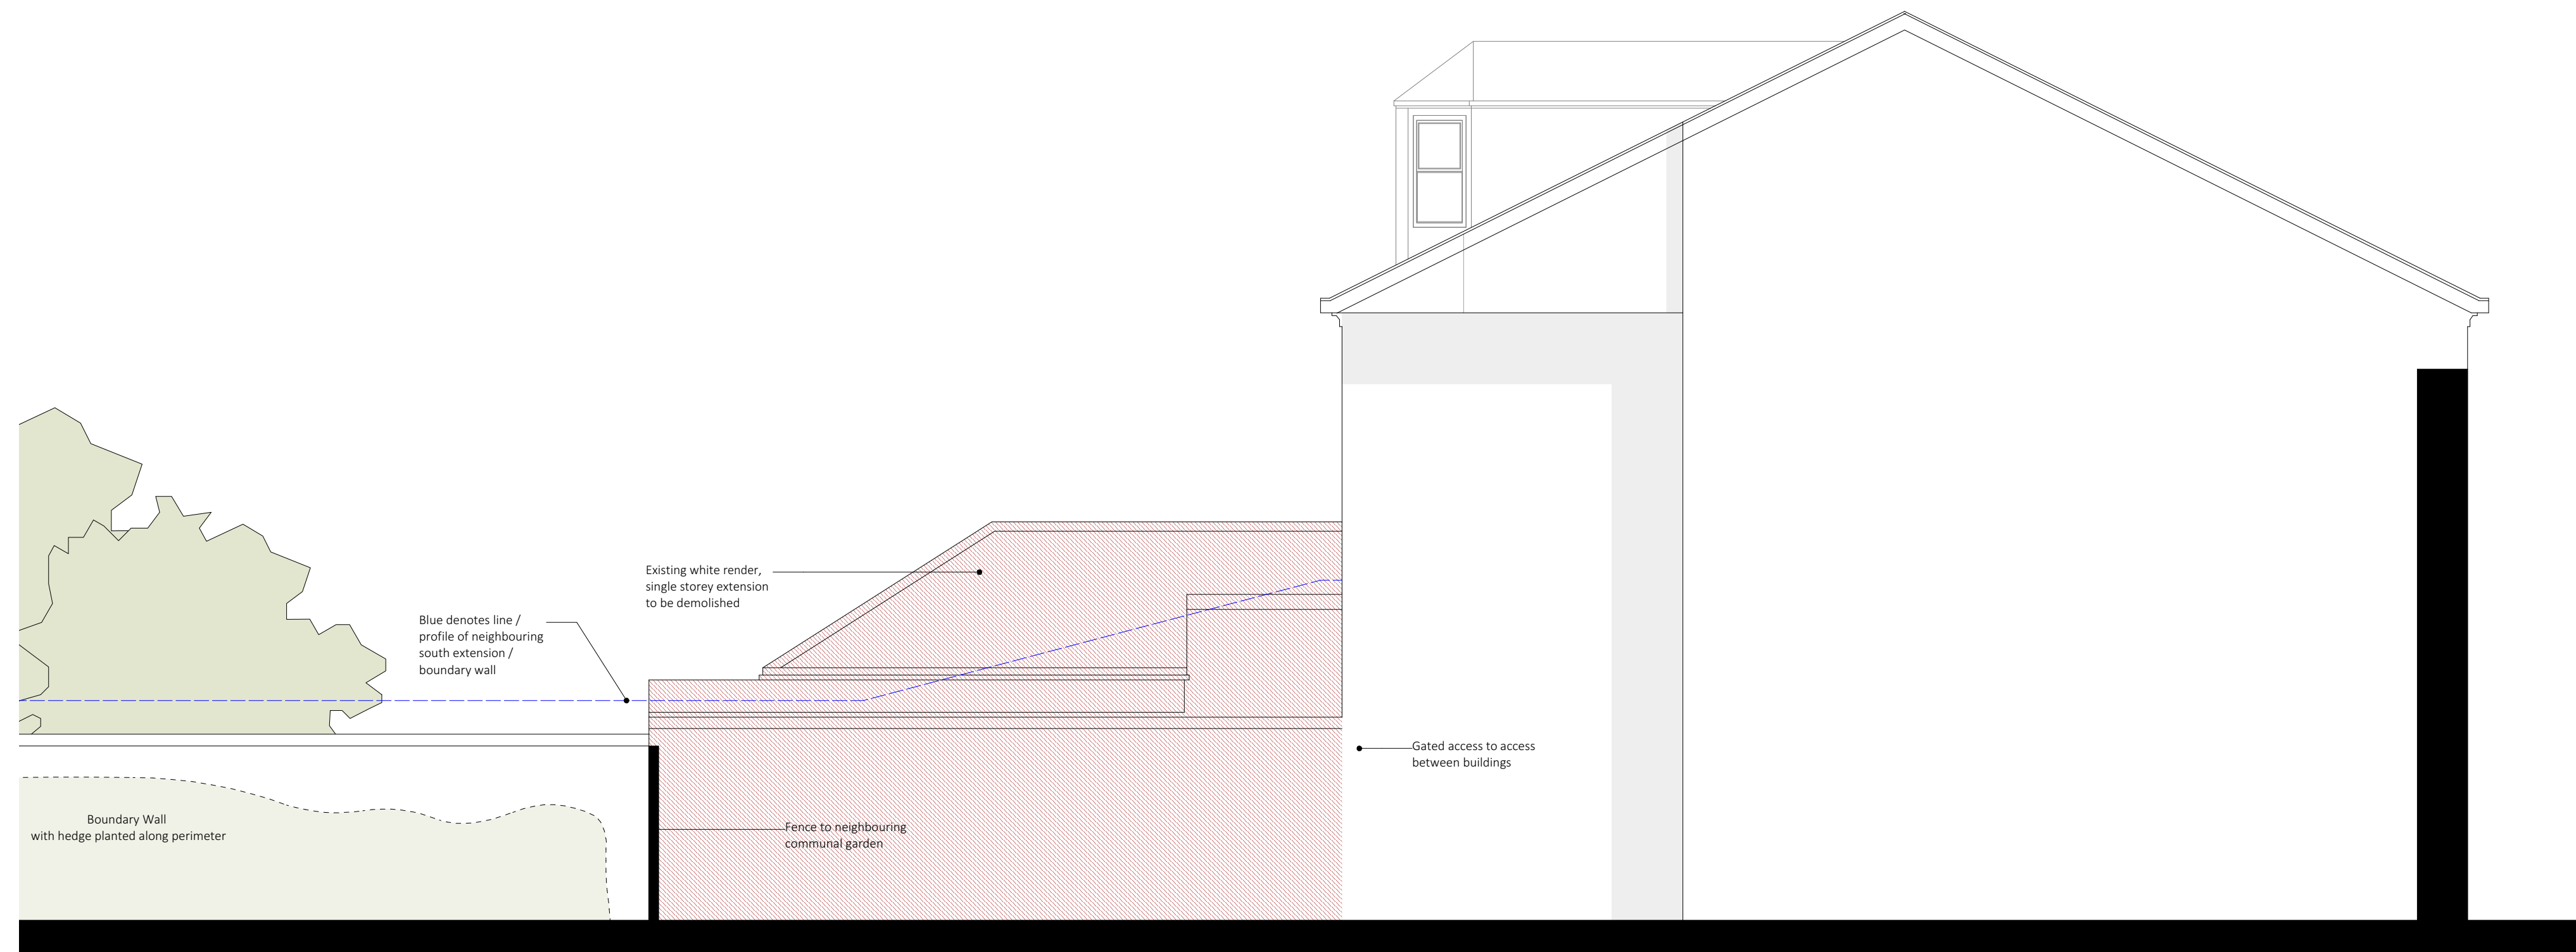 Existing white render,
single storey extension
to be demolished
Blue denotes line /
profile of neighbouring
south extension /
boundary wall
Gated access to access
between buildings
Boundary Wall
with hedge planted along perimeter
Fence to neighbouring
communal garden